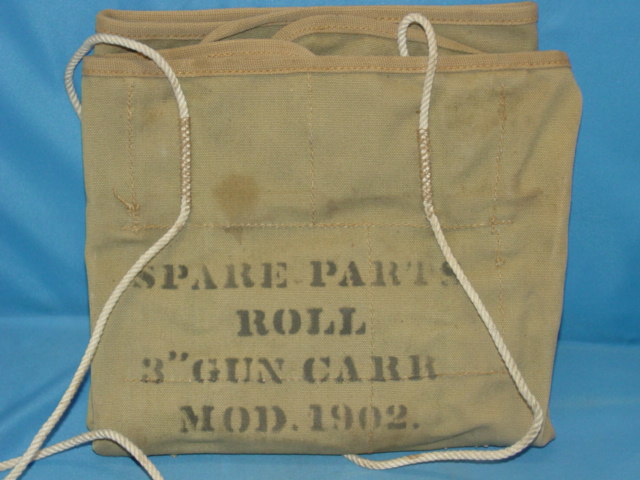 SPARE PARTS
ROLL
3" GUN CARR
MOD. 1902.